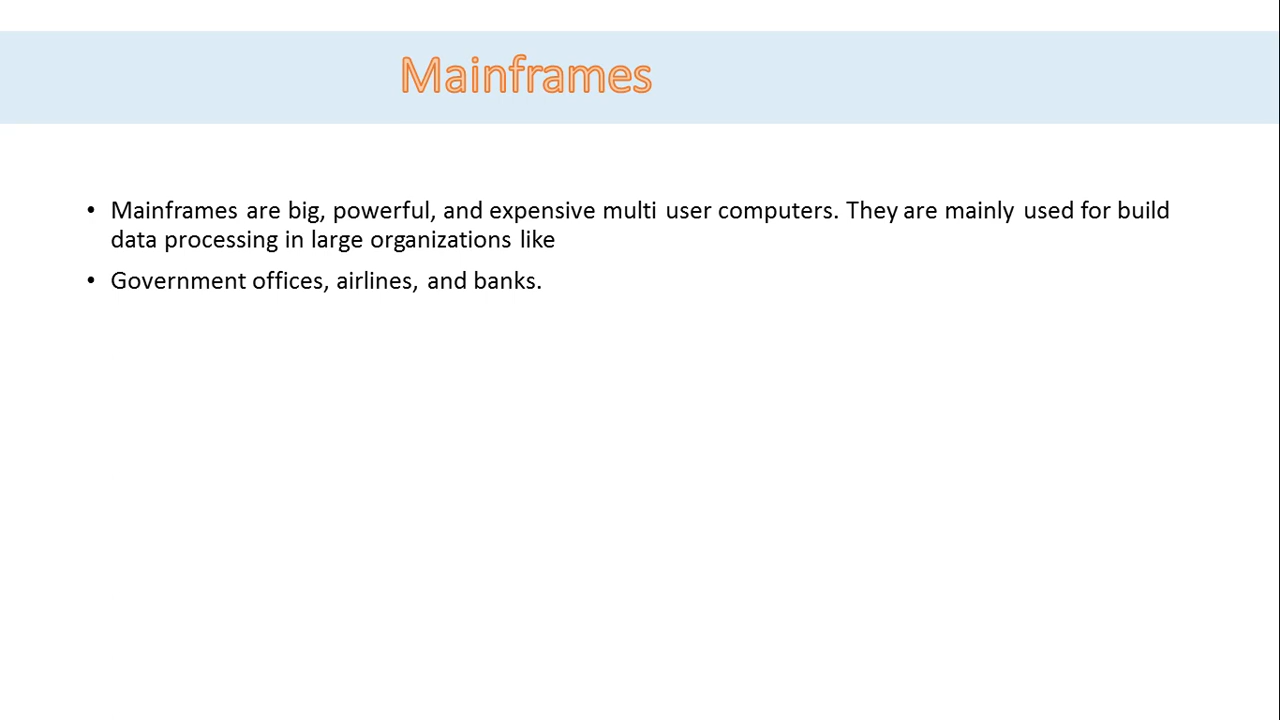 Mainframes
• Mainframes are big, powerful, and expensive multi user computers. They are mainly used for build
data processing in large organizations like
• Government offices, airlines, and banks.